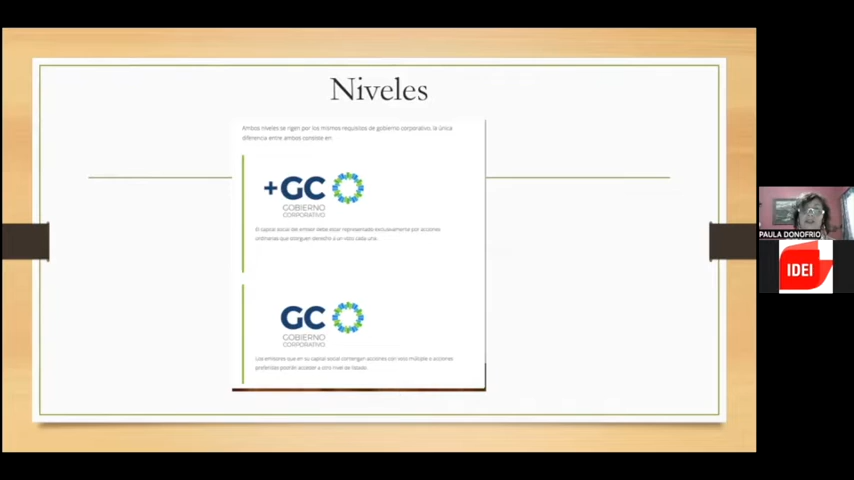 Niveles
Ambos niveles se rigen por los mismos requisitos de gobierno corporativo, la única
diferencia entre ambos consiste en:
+GC
GOBIERNO
CORPORATIVO
El capital social del emisor debe estar representado exclusivamente por acciones
ordinarias que otorguen derecho a un voto cada una.
GC
GOBIERNO
CORPORATIVO
Los emisores que en su capital social contengan acciones con voto múltiple o acciones
preferidas podrán acceder a otro nivel de listado.
PAULA DONOFRIO
IDEI